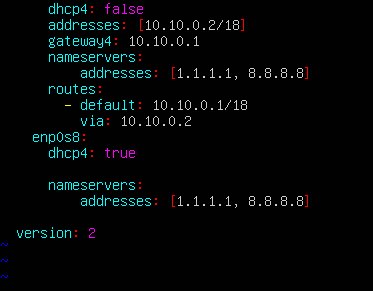 dhcp4: false
addresses: [10.10.0.2/18]
gateway4: 10.10.0.1
nameservers:
addresses: [1.1.1.1, 8.8.8.8]
routes:
- default: 10.10.0.1/18
via: 10.10.0.2
enp0s8:
dhcp4: true
nameservers:
addresses: [1.1.1.1, 8.8.8.8]
version: 2
~
~
~